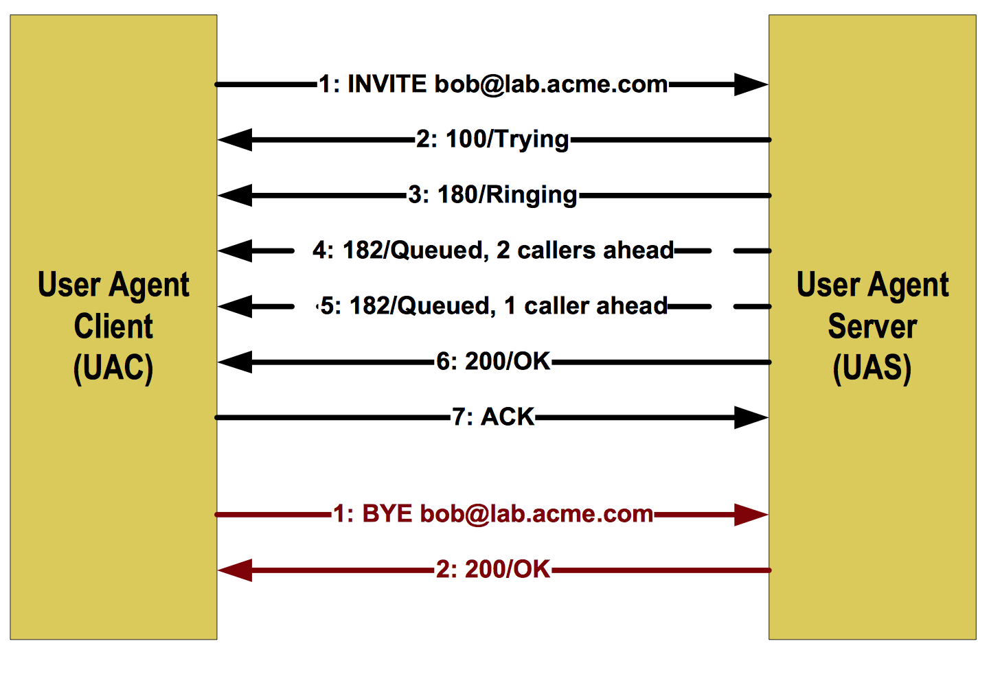 1: INVITE bob@lab.acme.com
2: 100/Trying
3: 180/Ringing
4: 182/Queued, 2 callers ahead
5: 182/Queued, 1 caller ahead
6: 200/OK
7: ACK
1: BYE bob@lab.acme.com
2: 200/OK
User Agent
Client
(UAC)
User Agent
Server
(UAS)